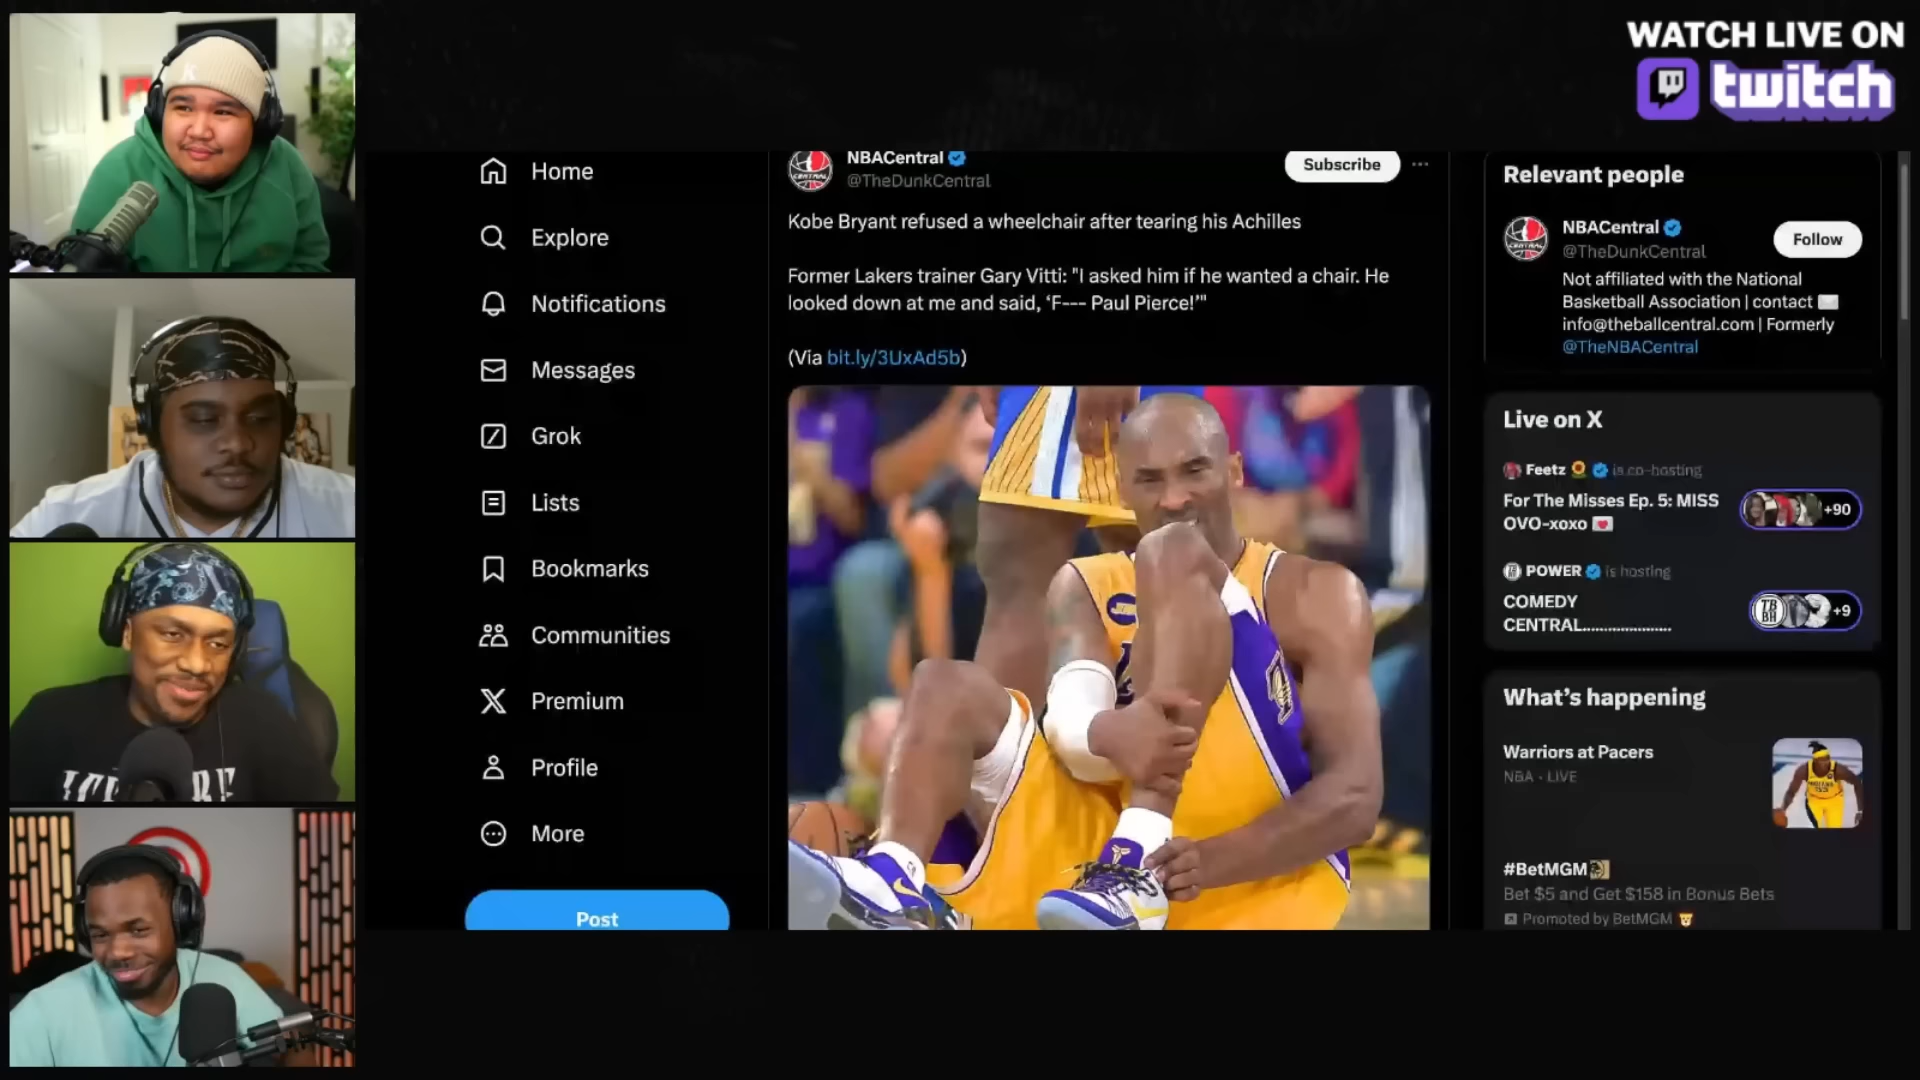 WATCH LIVE ON
twitch
Home
Explore
Notifications
Messages
Grok
Lists
Bookmarks
Communities
Premium
Profile
More
Post
NBACentral
@TheDunkCentral
Subscribe
Kobe Bryant refused a wheelchair after tearing his Achilles
Former Lakers trainer Gary Vitti: "I asked him if he wanted a chair. He
looked down at me and said, ‘F--- Paul Pierce!’"
(Via bit.ly/3UxAd5b)
Relevant people
NBACentral
@TheDunkCentral
Follow
Not affiliated with the National
Basketball Association | contact
info@theballcentral.com | Formerly
@TheNBACentral
Live on X
Feetz is co-hosting
For The Misses Ep. 5: MISS
OVO-xoxo
+90
POWER is hosting
COMEDY
CENTRAL....................
+9
What’s happening
Warriors at Pacers
NBA · LIVE
#BetMGM
Bet $5 and Get $158 in Bonus Bets
Promoted by BetMGM